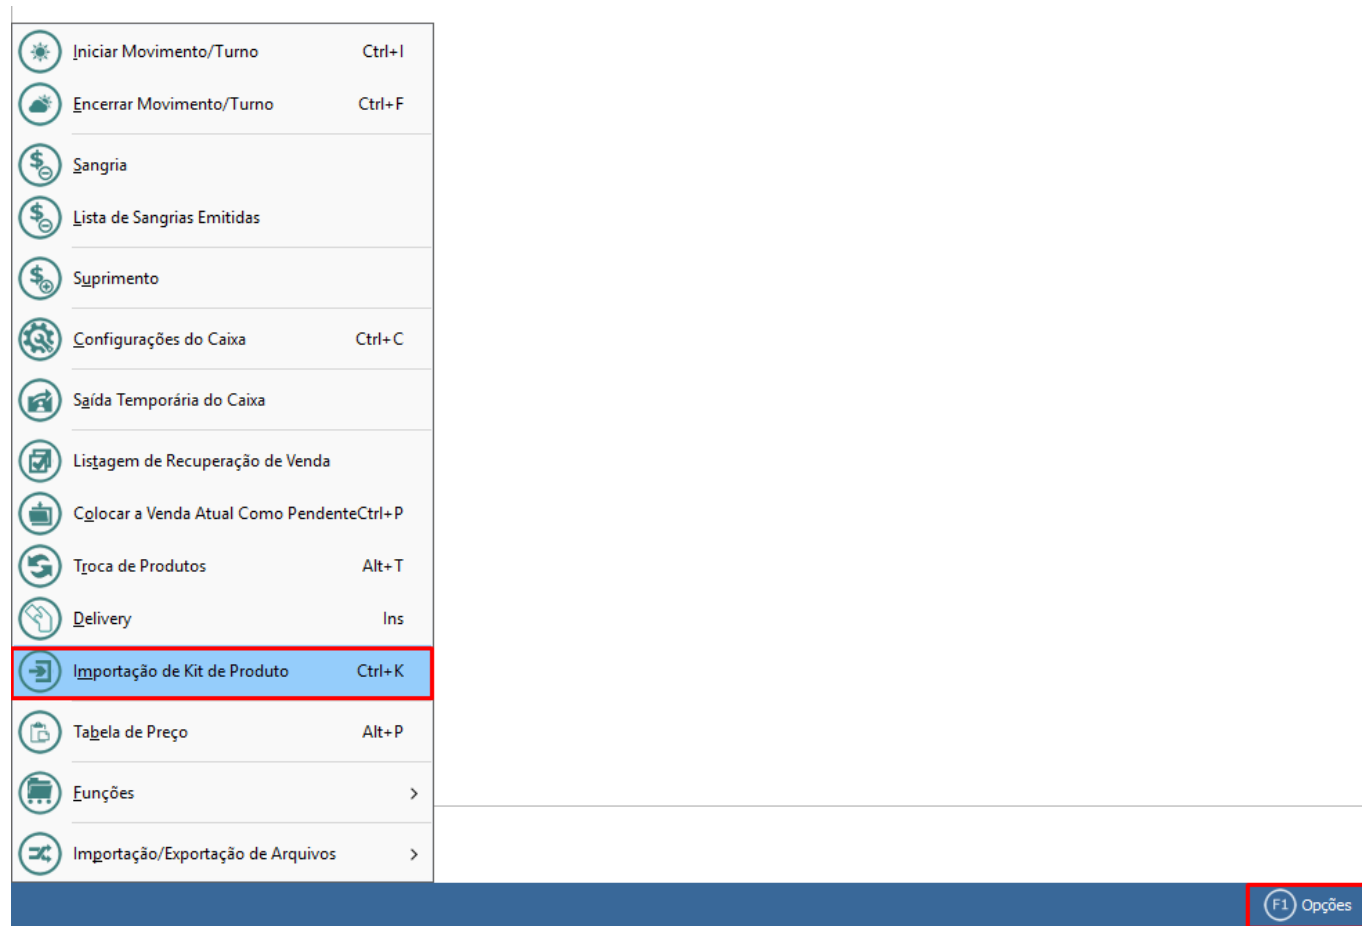 Iniciar Movimento/Turno Ctrl+I
Encerrar Movimento/Turno Ctrl+F
Sangria
Lista de Sangrias Emitidas
Suprimento
Configurações do Caixa Ctrl+C
Saída Temporária do Caixa
Listagem de Recuperação de Venda
Colocar a Venda Atual Como PendenteCtrl+P
Troca de Produtos Alt+T
Delivery Ins
Importação de Kit de Produto Ctrl+K
Tabela de Preço Alt+P
Funções
Importação/Exportação de Arquivos
F1 Opções